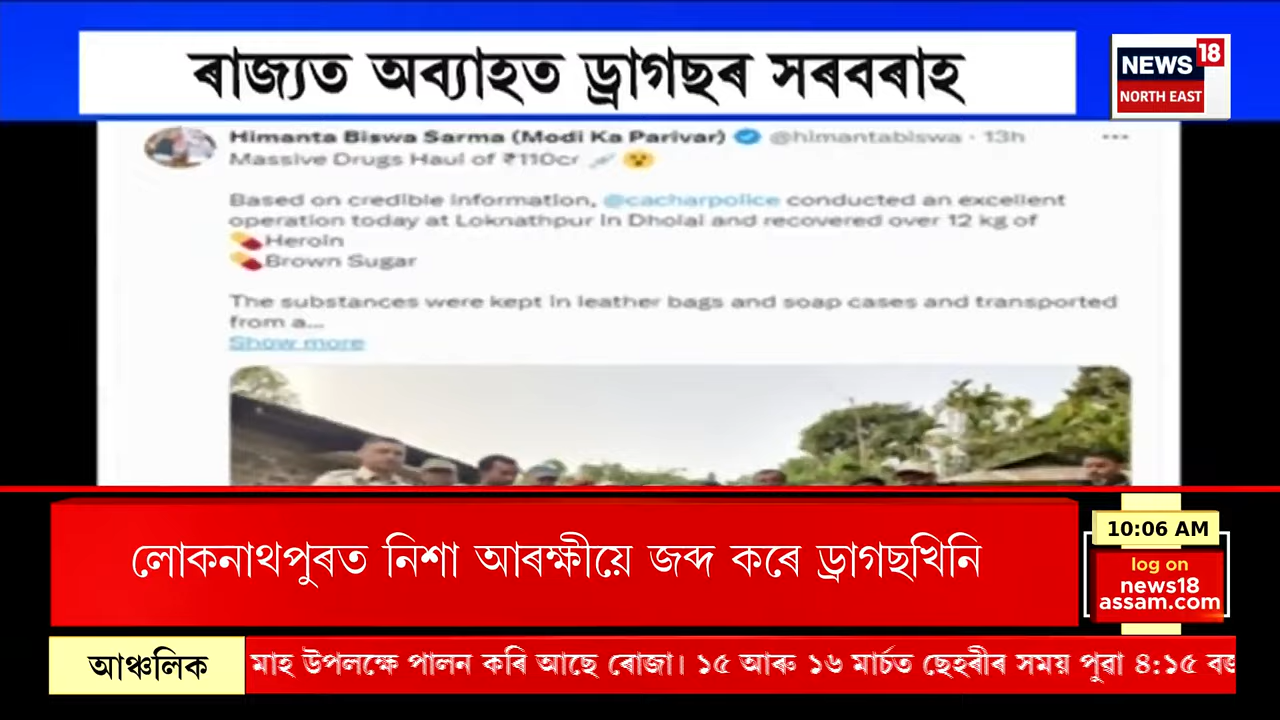 ৰাজ্যত অব্যাহত ড্ৰাগছৰ সৰবৰাহ
NEWS 18
NORTH EAST
Himanta Biswa Sarma (Modi Ka Parivar) @himantabiswa · 13h
Massive Drugs Haul of ₹110cr 💉 😮
Based on credible information, @cacharpolice conducted an excellent
operation today at Loknathpur in Dholai and recovered over 12 kg of
💊Heroin
💊Brown Sugar
The substances were kept in leather bags and soap cases and transported
from a...
Show more
লোকনাথপুৰত নিশা আৰক্ষীয়ে জব্দ কৰে ড্ৰাগছখিনি
10:06 AM
log on
news18
assam.com
আঞ্চলিক
মাহ উপলক্ষে পালন কৰি আছে ৰোজা। ১৫ আৰু ১৬ মাৰ্চত ছেহৰীৰ সময় পুৱা ৪:১৫